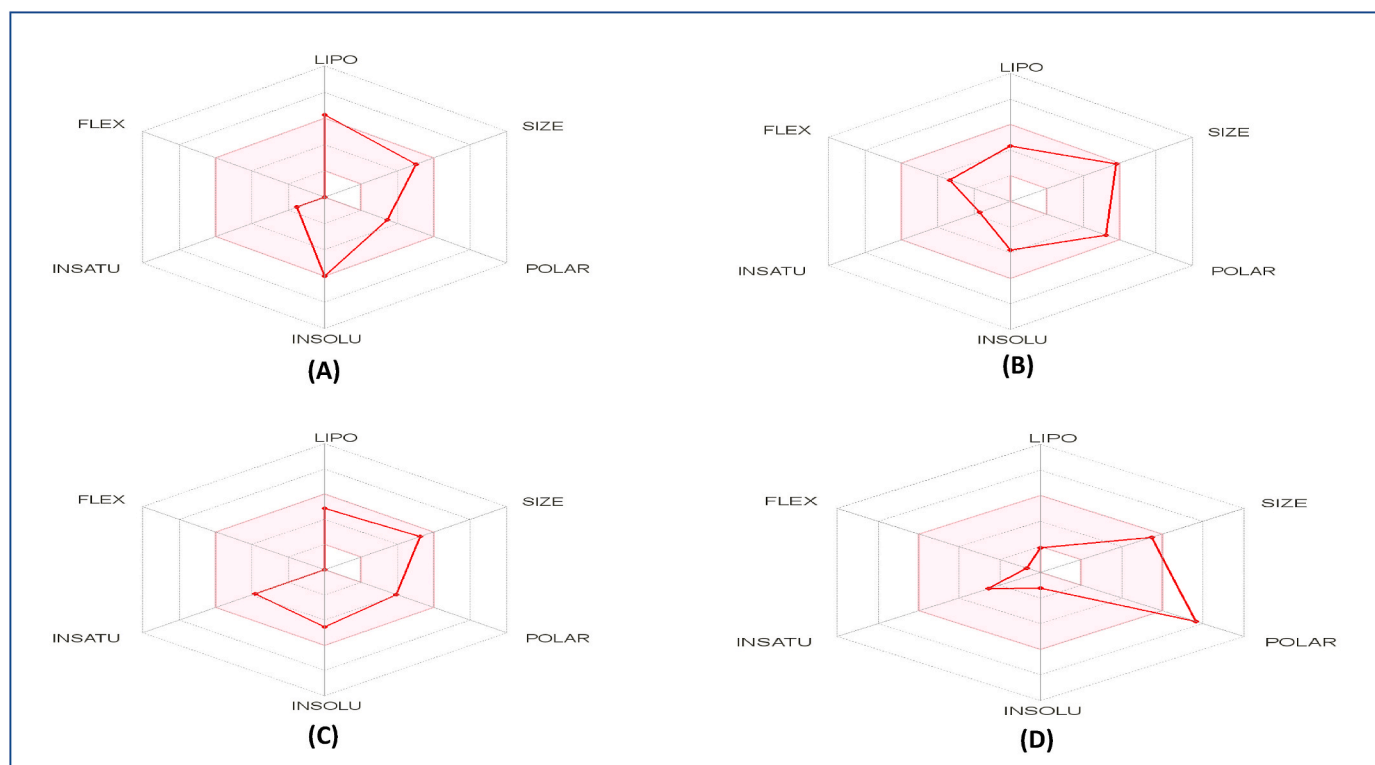 LIPO
FLEX
SIZE
INSATU
POLAR
INSOLU
(A)
LIPO
FLEX
SIZE
INSATU
POLAR
INSOLU
(B)
LIPO
FLEX
SIZE
INSATU
POLAR
INSOLU
(C)
LIPO
FLEX
SIZE
INSATU
POLAR
INSOLU
(D)